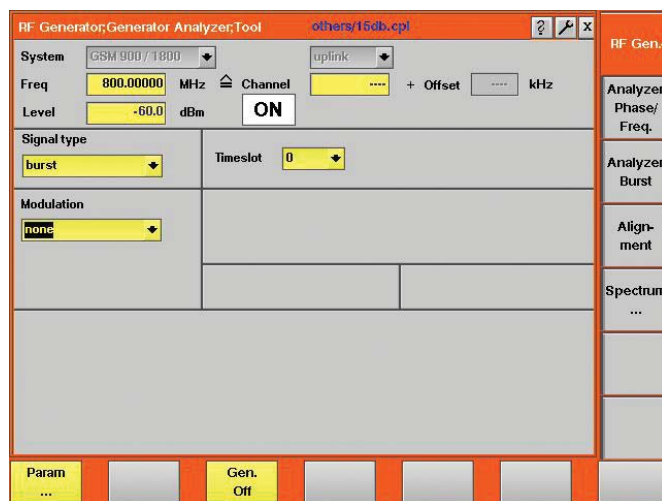 RF Generator;Generator Analyzer;Tool others/15db.cpl ? x
System GSM 900 / 1800 uplink
Freq 800.00000 MHz ≙ Channel ---- + Offset ---- kHz
Level -60.0 dBm ON
Signal type
burst
Timeslot 0
Modulation
none
RF Gen.
Analyzer
Phase/
Freq.
Analyzer
Burst
Align-
ment
Spectrum
...
Param
...
Gen.
Off